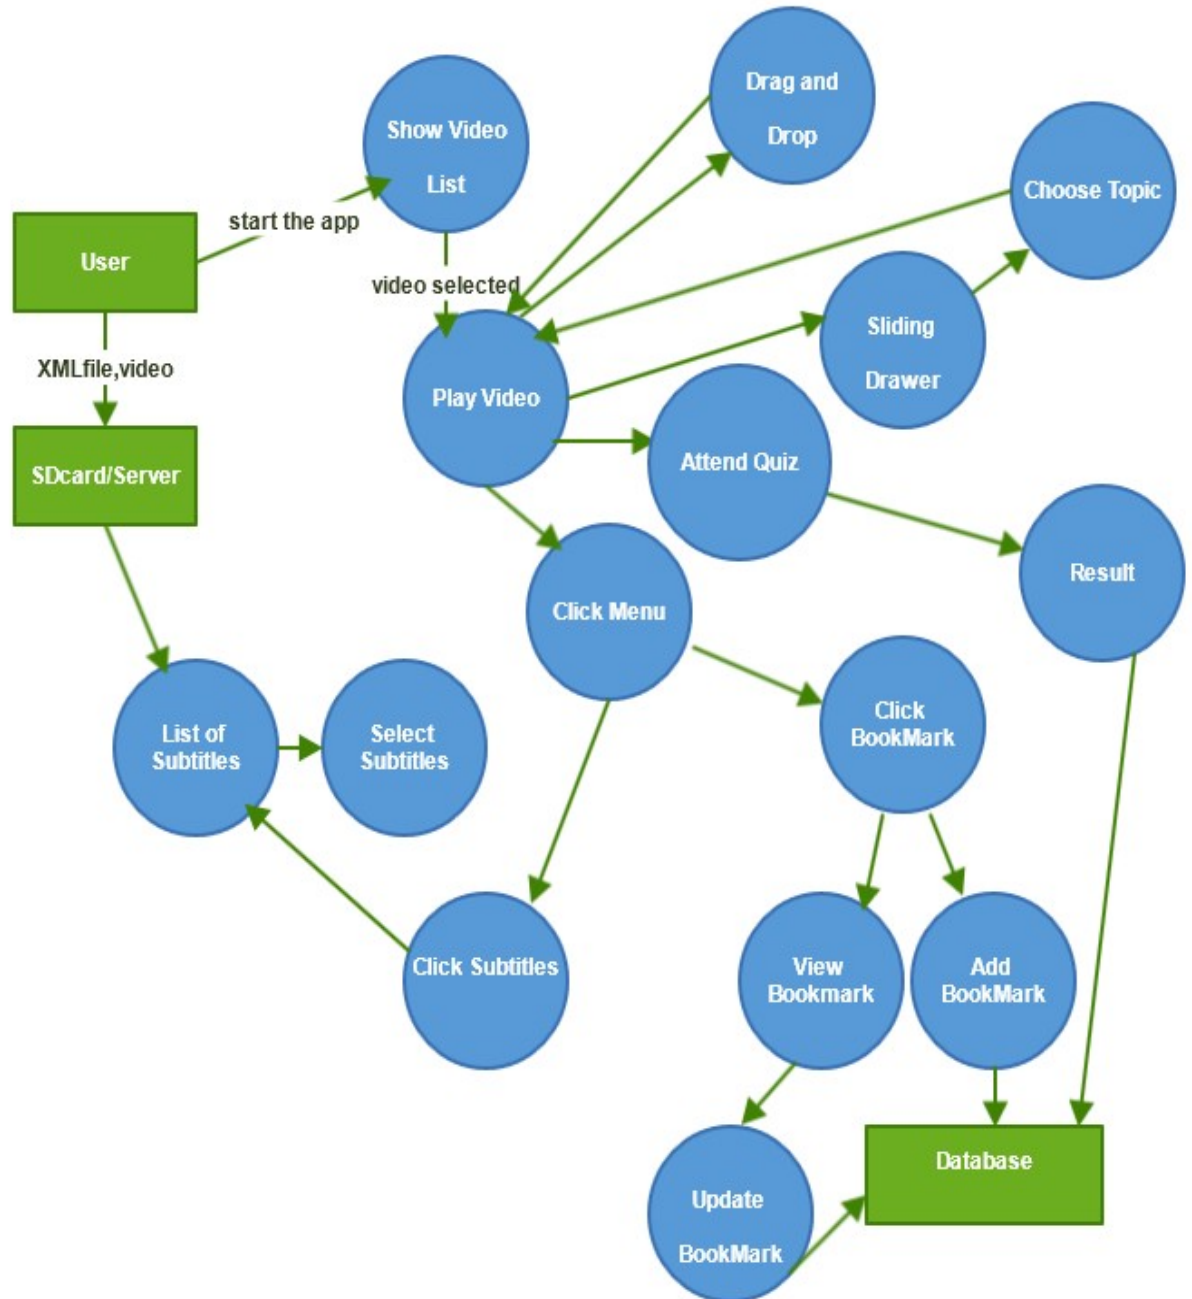 Drag and
Drop
Show Video
List
Choose Topic
start the app
User
video selected
Sliding
Drawer
XMLfile,video
Play Video
Attend Quiz
SDcard/Server
Result
Click Menu
Click
BookMark
List of
Subtitles
Select
Subtitles
Click Subtitles
View
Bookmark
Add
BookMark
Database
Update
BookMark